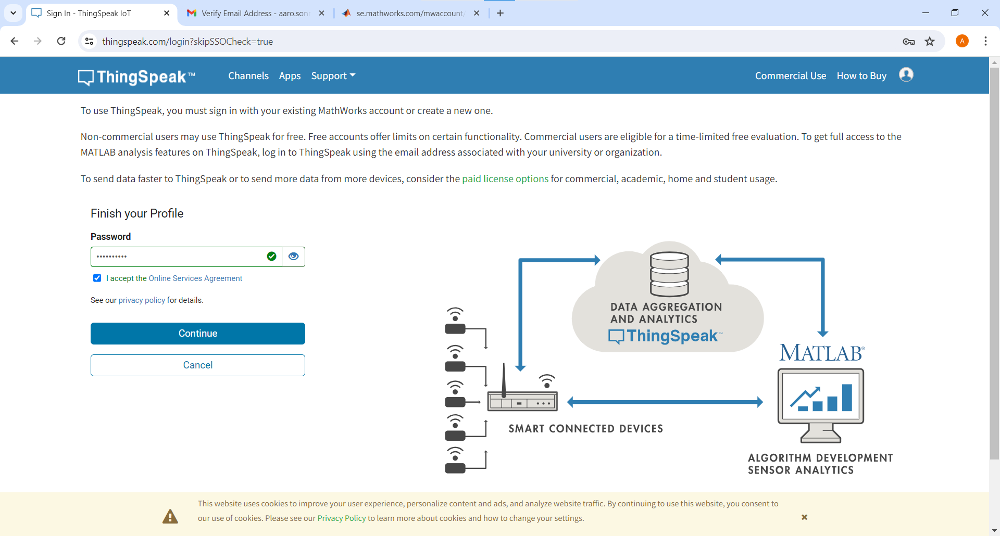 Sign In - ThingSpeak IoT
Verify Email Address - aaro.son
se.mathworks.com/mwaccount/
thingspeak.com/login?skipSSOCheck=true
A
ThingSpeak™
Channels
Apps
Support
Commercial Use
How to Buy
To use ThingSpeak, you must sign in with your existing MathWorks account or create a new one.
Non-commercial users may use ThingSpeak for free. Free accounts offer limits on certain functionality. Commercial users are eligible for a time-limited free evaluation. To get full access to the
MATLAB analysis features on ThingSpeak, log in to ThingSpeak using the email address associated with your university or organization.
To send data faster to ThingSpeak or to send more data from more devices, consider the paid license options for commercial, academic, home and student usage.
Finish your Profile
Password
••••••••••
I accept the Online Services Agreement
See our privacy policy for details.
Continue
Cancel
DATA AGGREGATION
AND ANALYTICS
ThingSpeak™
MATLAB®
SMART CONNECTED DEVICES
ALGORITHM DEVELOPMENT
SENSOR ANALYTICS
This website uses cookies to improve your user experience, personalize content and ads, and analyze website traffic. By continuing to use this website, you consent to
our use of cookies. Please see our Privacy Policy to learn more about cookies and how to change your settings.